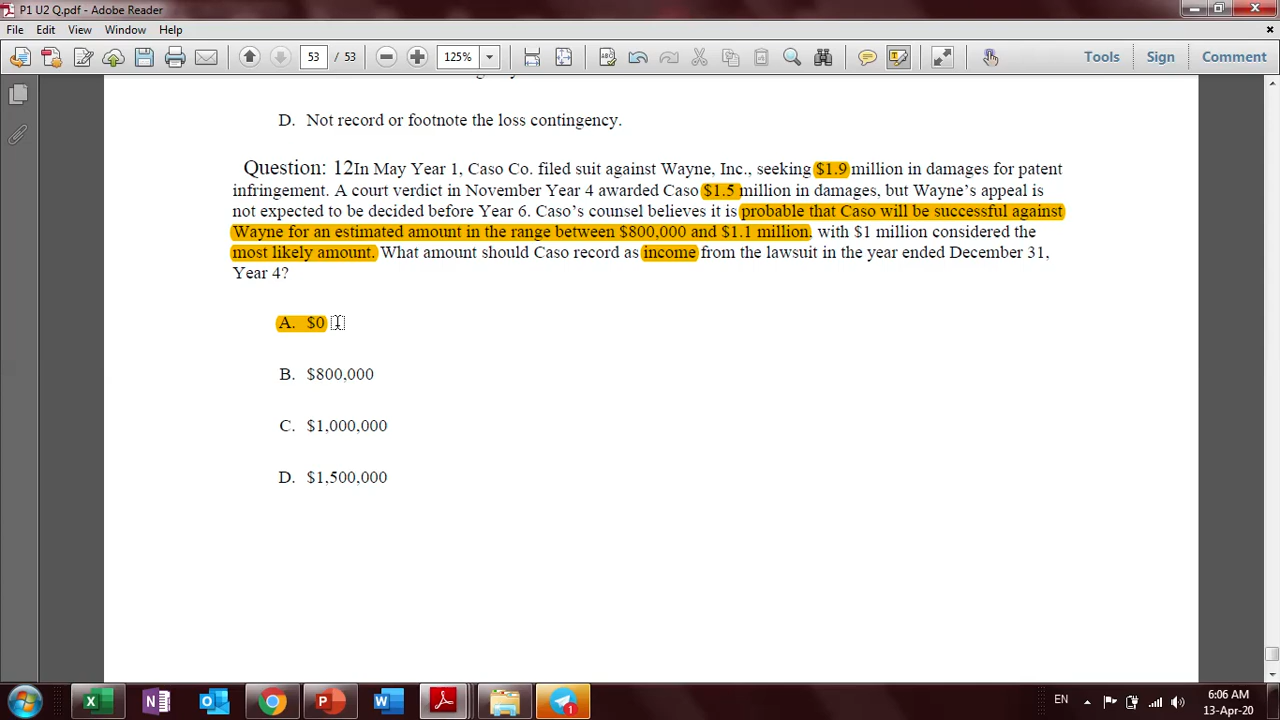 P1 U2 Q.pdf - Adobe Reader
File Edit View Window Help
53 / 53 125% Tools Sign Comment
D. Not record or footnote the loss contingency.
Question: 12In May Year 1, Caso Co. filed suit against Wayne, Inc., seeking $1.9 million in damages for patent
infringement. A court verdict in November Year 4 awarded Caso $1.5 million in damages, but Wayne's appeal is
not expected to be decided before Year 6. Caso's counsel believes it is probable that Caso will be successful against
Wayne for an estimated amount in the range between $800,000 and $1.1 million, with $1 million considered the
most likely amount. What amount should Caso record as income from the lawsuit in the year ended December 31,
Year 4?
A. $0
B. $800,000
C. $1,000,000
D. $1,500,000
EN 6:06 AM
13-Apr-20